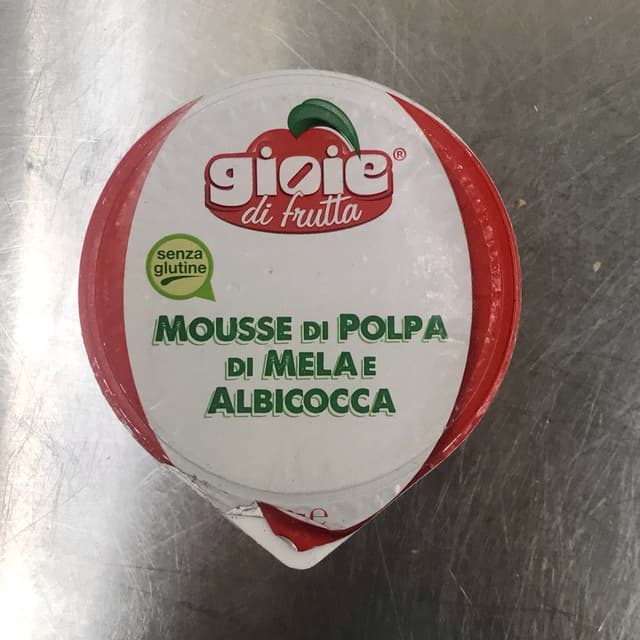 gioie®
di frutta
senza
glutine
MOUSSE DI POLPA
DI MELA E
ALBICOCCA